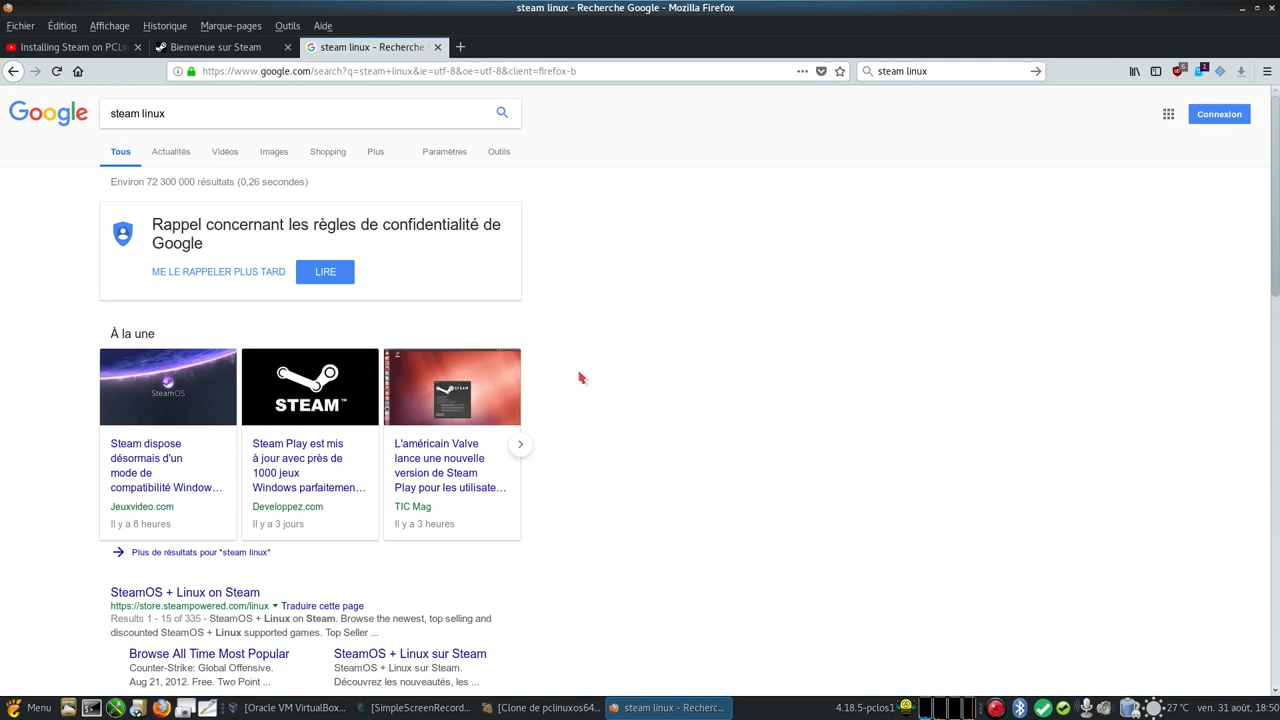 steam linux - Recherche Google - Mozilla Firefox
Fichier Édition Affichage Historique Marque-pages Outils Aide
Installing Steam on PCLin
Bienvenue sur Steam
steam linux - Recherche
https://www.google.com/search?q=steam+linux&ie=utf-8&oe=utf-8&client=firefox-b
steam linux
6
1
Google
steam linux
Connexion
Tous Actualités Vidéos Images Shopping Plus Paramètres Outils
Environ 72 300 000 résultats (0,26 secondes)
Rappel concernant les règles de confidentialité de
Google
ME LE RAPPELER PLUS TARD LIRE
À la une
SteamOS
STEAM™
STEAM
Steam dispose
désormais d'un
mode de
compatibilité Window…
Jeuxvideo.com
Il y a 8 heures
Steam Play est mis
à jour avec près de
1000 jeux
Windows parfaitemen…
Developpez.com
Il y a 3 jours
L'américain Valve
lance une nouvelle
version de Steam
Play pour les utilisate…
TIC Mag
Il y a 3 heures
Plus de résultats pour "steam linux"
SteamOS + Linux on Steam
https://store.steampowered.com/linux Traduire cette page
Results 1 - 15 of 335 - SteamOS + Linux on Steam. Browse the newest, top selling and
discounted SteamOS + Linux supported games. Top Seller ...
Browse All Time Most Popular
Counter-Strike: Global Offensive.
Aug 21, 2012. Free. Two Point ...
SteamOS + Linux sur Steam
SteamOS + Linux sur Steam.
Découvrez les nouveautés, les ...
Menu [Oracle VM VirtualBox... [SimpleScreenRecord... [Clone de pclinuxos64... steam linux - Recherc... 4.18.5-pclos1 27°C ven. 31 août, 18:50